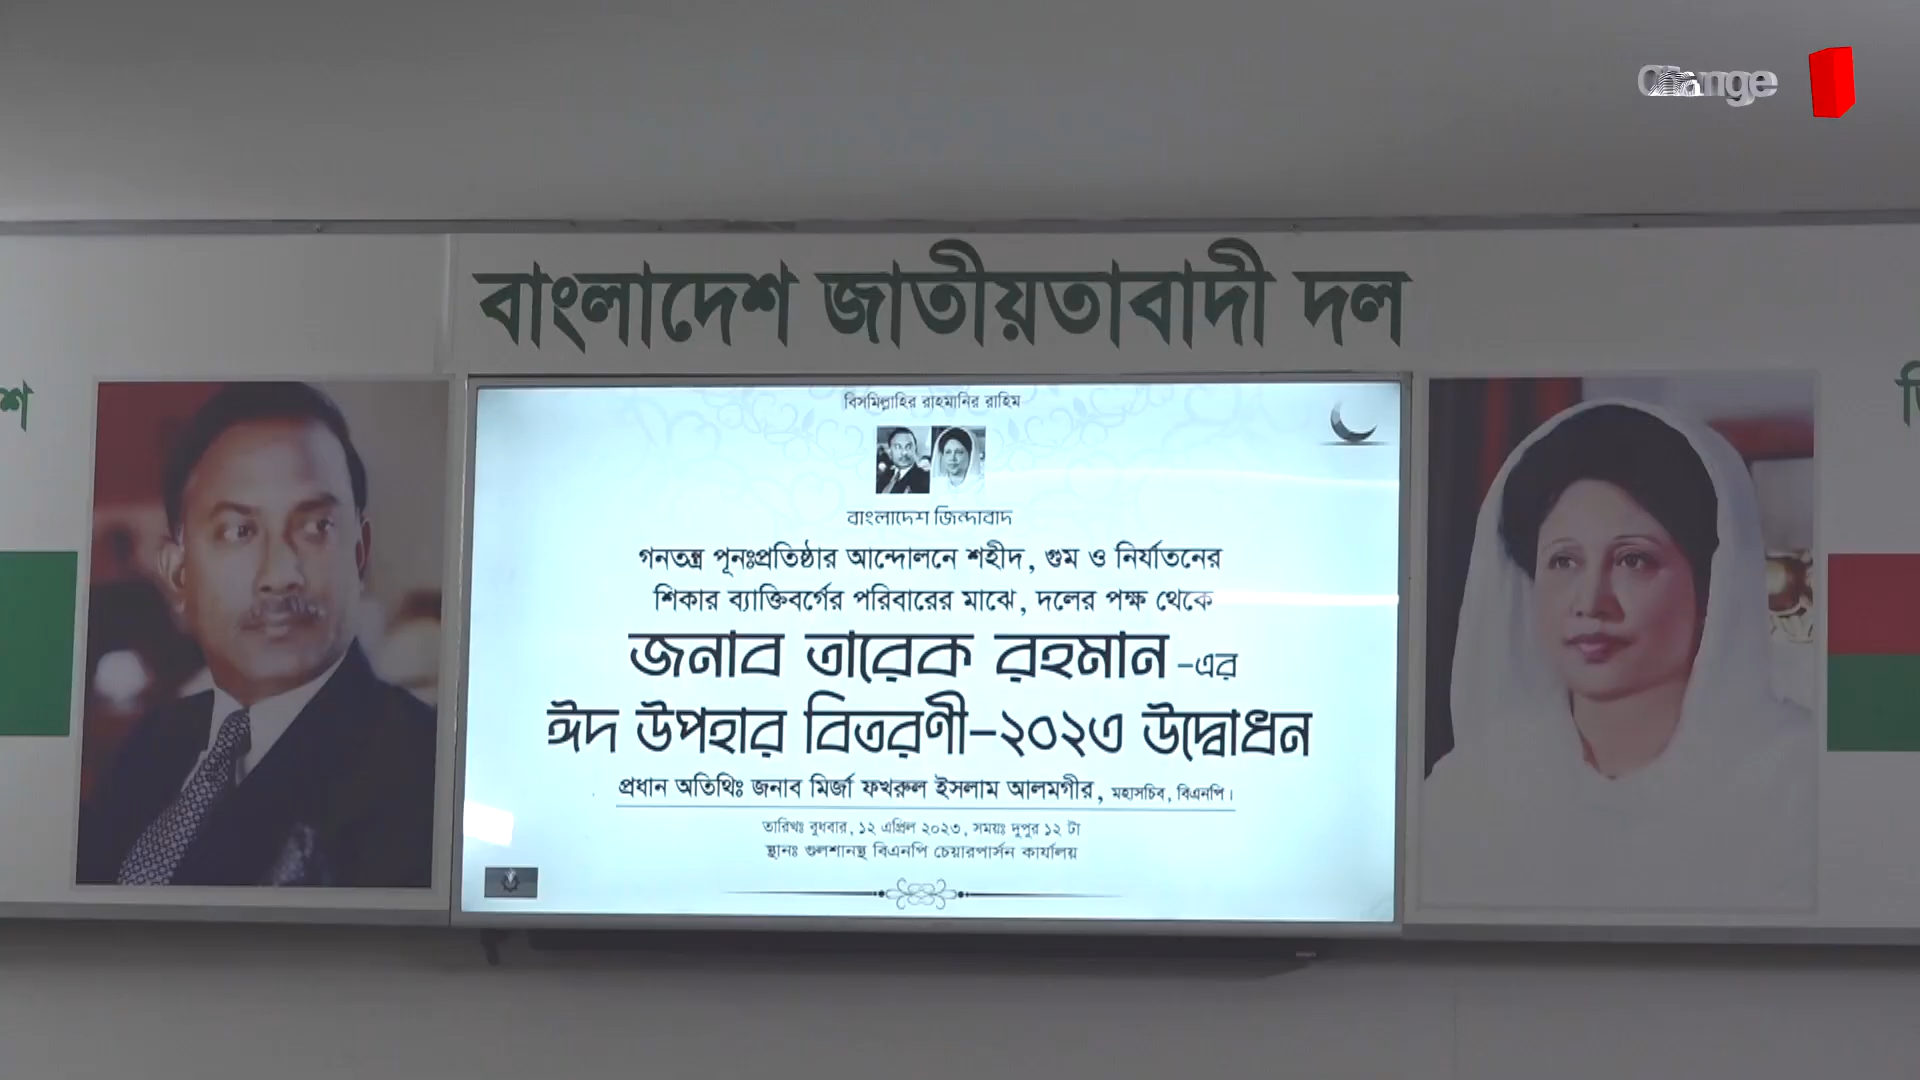 Change
বাংলাদেশ জাতীয়তাবাদী দল
শ
বিসমিল্লাহির রাহমানির রাহিম
বাংলাদেশ জিন্দাবাদ
গনতন্ত্র পূনঃপ্রতিষ্ঠার আন্দোলনে শহীদ, গুম ও নির্যাতনের
শিকার ব্যাক্তিবর্গের পরিবারের মাঝে, দলের পক্ষ থেকে
জনাব তারেক রহমান -এর
ঈদ উপহার বিতরণী-২০২৩ উদ্বোধন
প্রধান অতিথিঃ জনাব মির্জা ফখরুল ইসলাম আলমগীর, মহাসচিব, বিএনপি।
তারিখঃ বুধবার, ১২ এপ্রিল ২০২৩, সময়ঃ দুপুর ১২ টা
স্থানঃ গুলশানস্থ বিএনপি চেয়ারপার্সন কার্যালয়